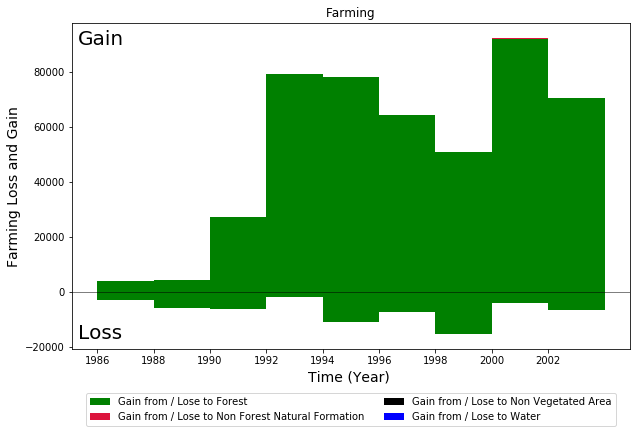 Farming
Gain
Farming Loss and Gain
80000
60000
40000
20000
0
−20000
Loss
1986 1988 1990 1992 1994 1996 1998 2000 2002
Time (Year)
Gain from / Lose to Forest
Gain from / Lose to Non Forest Natural Formation
Gain from / Lose to Non Vegetated Area
Gain from / Lose to Water